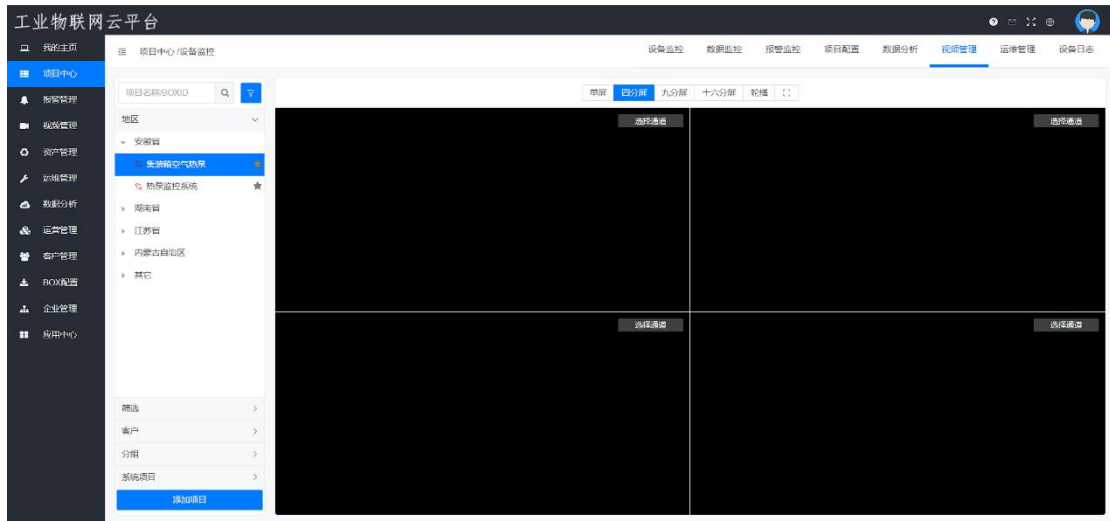 工业物联网云平台
我的主页
项目中心
报警管理
视频管理
资产管理
运维管理
数据分析
运营管理
客户管理
BOX配置
企业管理
应用中心
项目中心 /设备监控
设备监控 数据监控 报警监控 项目配置 数据分析 视频管理 运维管理 设备日志
项目名称/BOXID
地区
安徽省
集装箱空气热泵
热泵监控系统
湖南省
江苏省
内蒙古自治区
其它
筛选
客户
分组
系统项目
添加项目
单屏 四分屏 九分屏 十六分屏 轮播
选择通道 选择通道
选择通道 选择通道